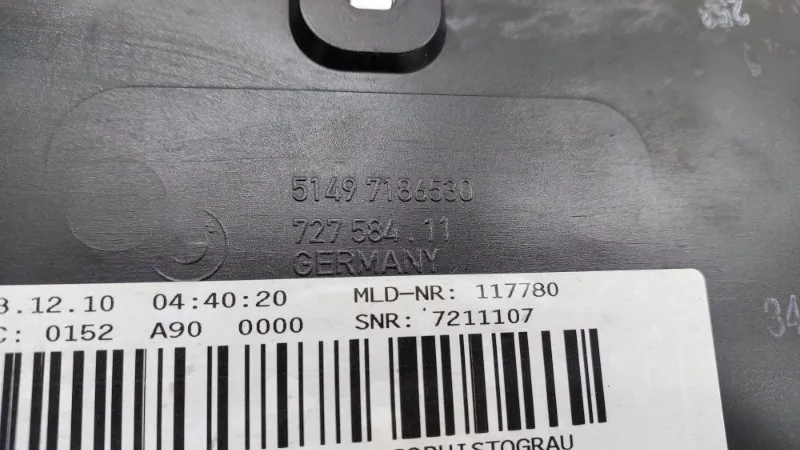 5149 7186530
727 584.11
GERMANY
.12.10 04:40:20 MLD-NR: 117780
C: 0152 A90 0000 SNR: 7211107
34